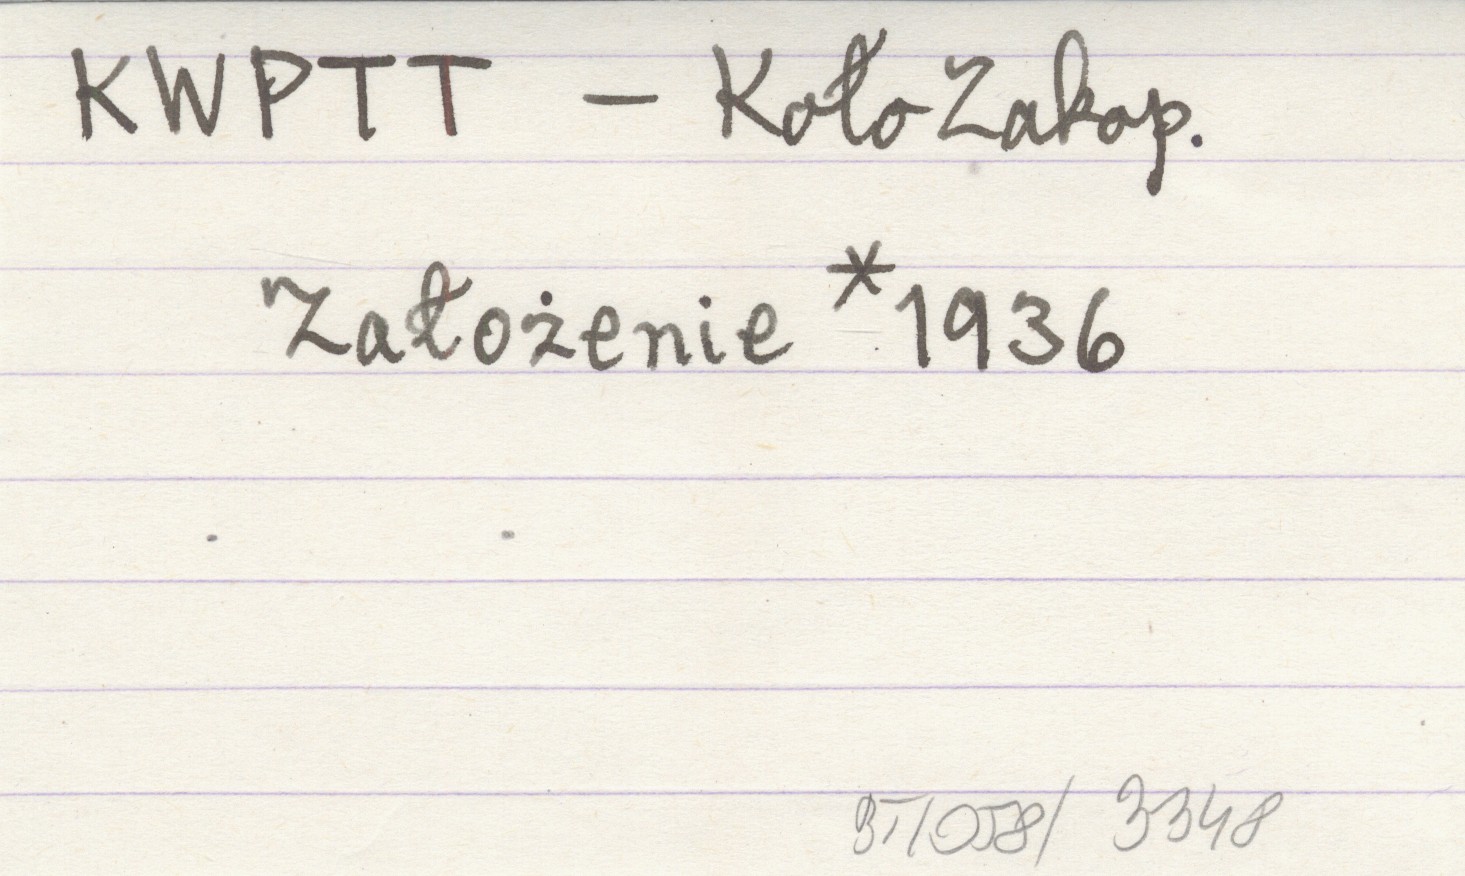 KWPTT – Koło Zakop.
Założenie *1936
BT/058/ 3348